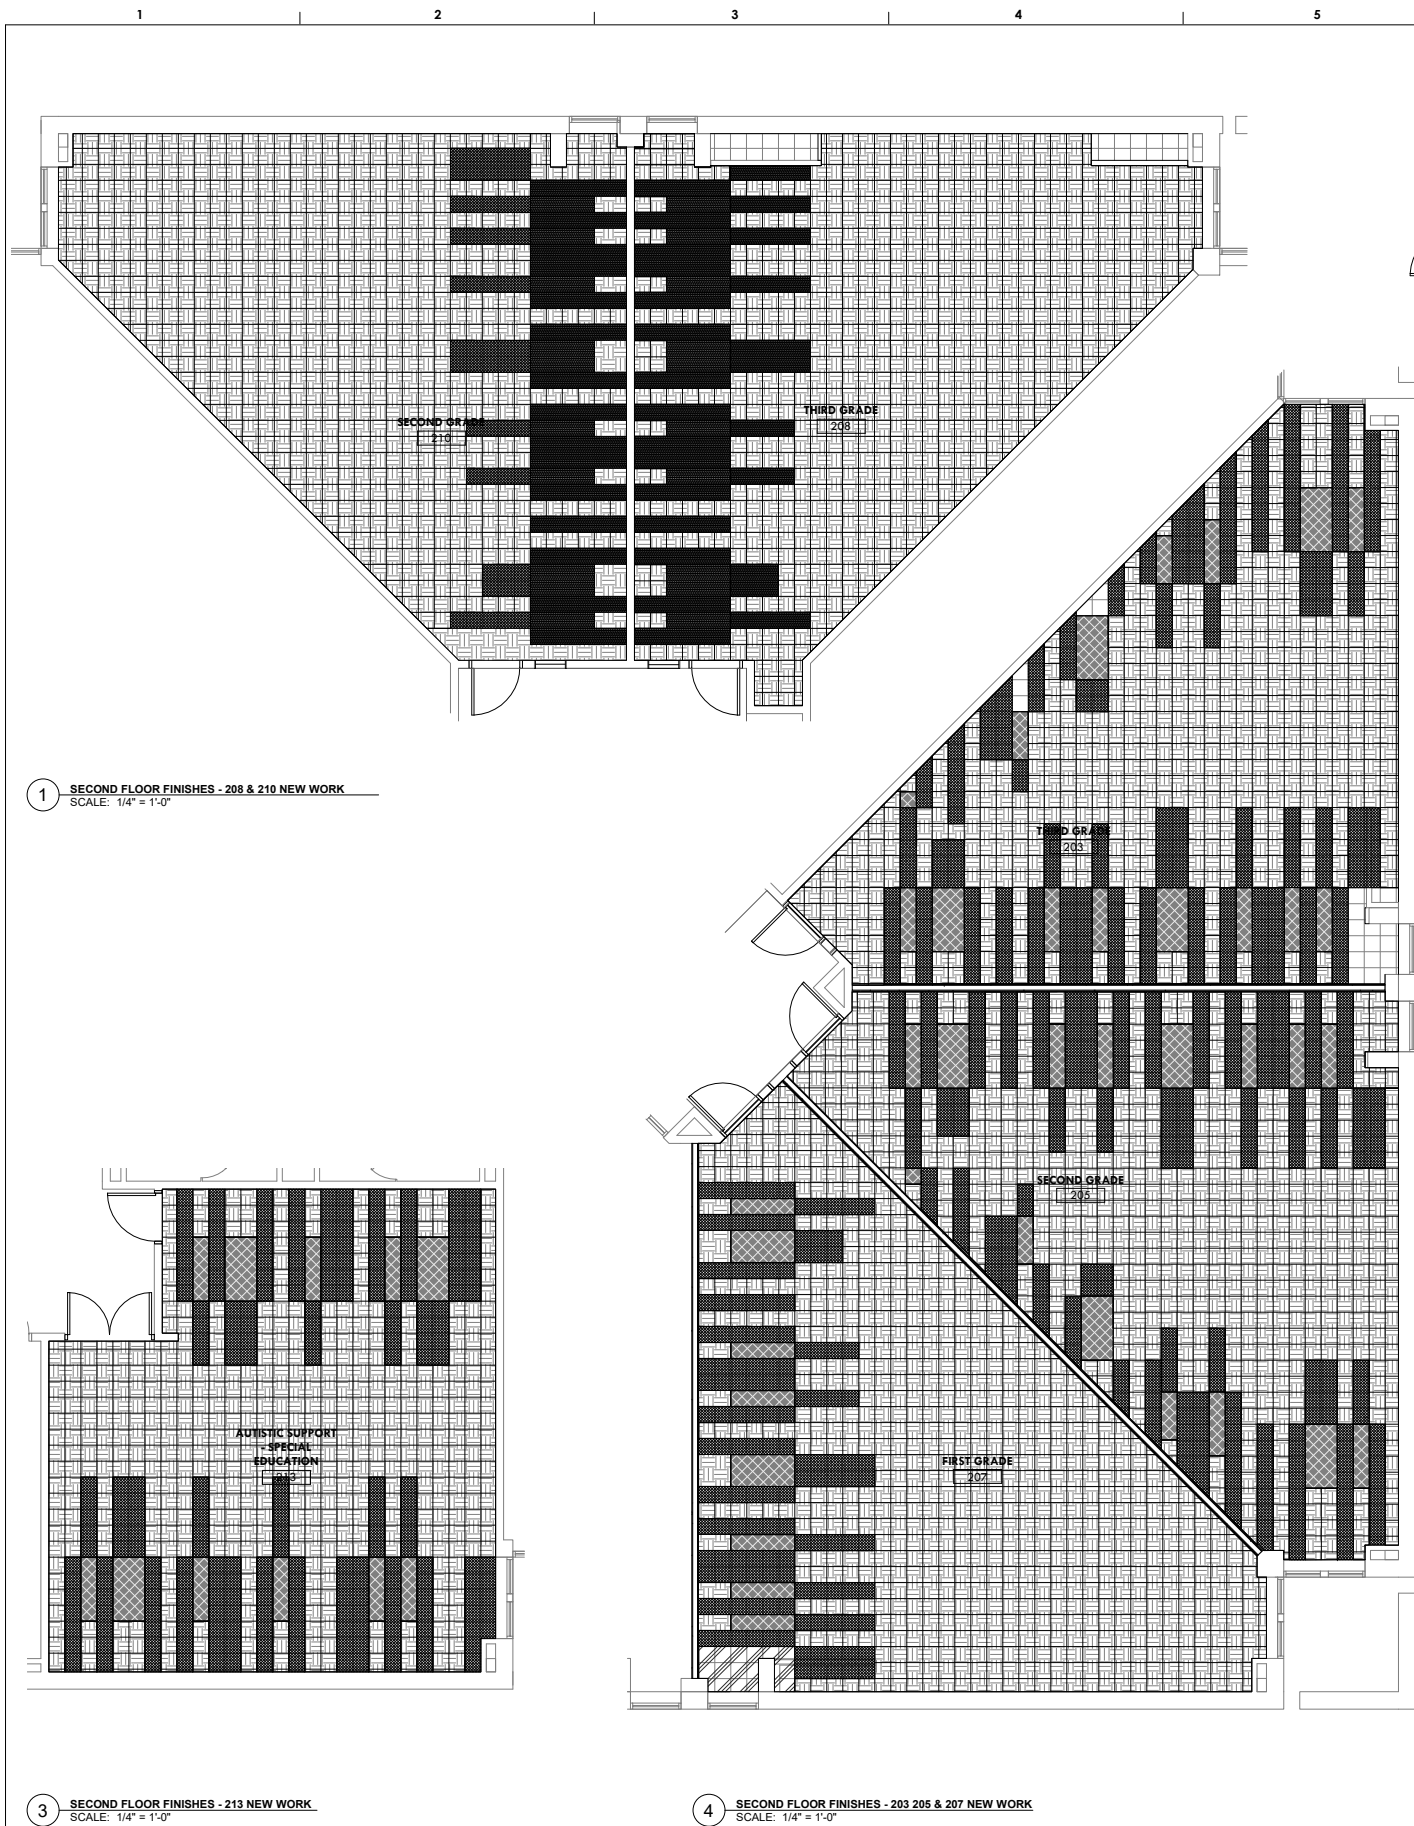 1 2 3 4 5
SECOND GRADE
210
THIRD GRADE
208
1
SECOND FLOOR FINISHES - 208 & 210 NEW WORK
SCALE: 1/4" = 1'-0"
THIRD GRADE
203
SECOND GRADE
205
AUTISTIC SUPPORT
- SPECIAL
EDUCATION
213
FIRST GRADE
207
3
SECOND FLOOR FINISHES - 213 NEW WORK
SCALE: 1/4" = 1'-0"
4
SECOND FLOOR FINISHES - 203 205 & 207 NEW WORK
SCALE: 1/4" = 1'-0"